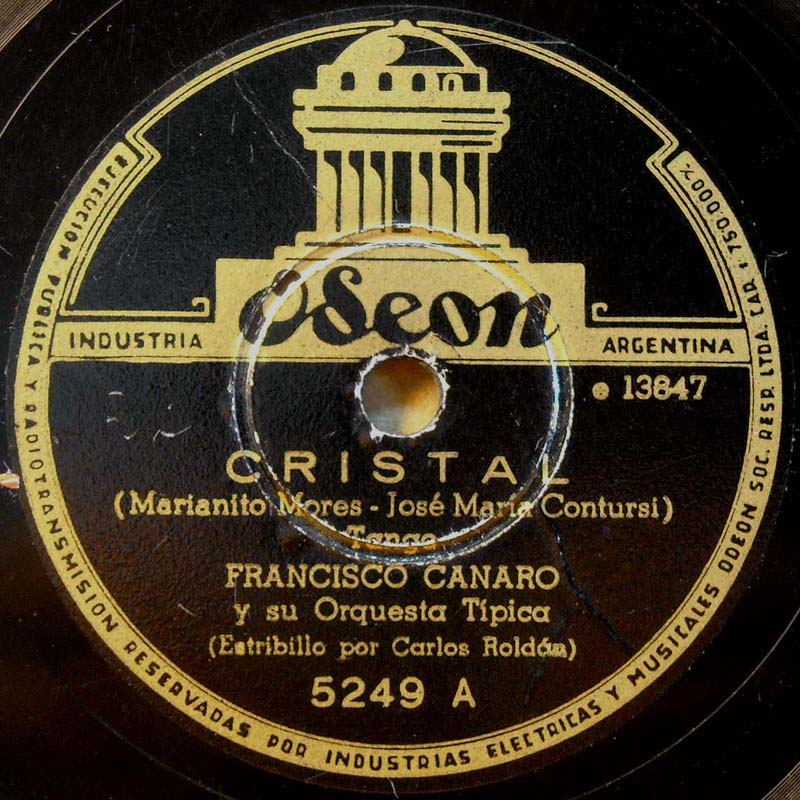 Odeon
INDUSTRIA
ARGENTINA
e 13847
CRISTAL
(Marianito Mores - José María Contursi)
Tango
FRANCISCO CANARO
y su Orquesta Típica
(Estribillo por Carlos Roldán)
5249 A
EJECUCION PUBLICA Y RADIOTRANSMISION RESERVADAS POR INDUSTRIAS ELECTRICAS Y MUSICALES ODEON SOC. RESP. LTDA. CAP. $ 750.000%